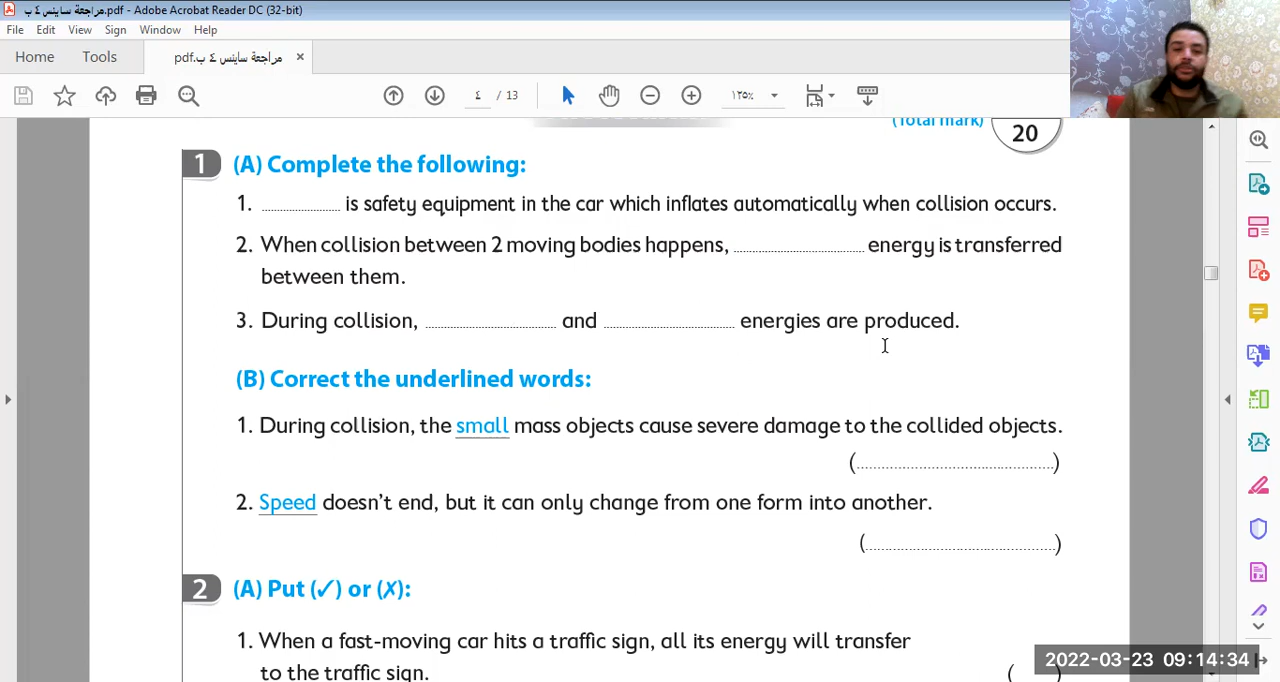 مراجعة ساينس ٤ ب.pdf - Adobe Acrobat Reader DC (32-bit)
File Edit View Sign Window Help
Home Tools مراجعة ساينس ٤ ب.pdf ×
٤ / 13 ١٢٥%
(Total mark) 20
1 (A) Complete the following:
1. .......................... is safety equipment in the car which inflates automatically when collision occurs.
2. When collision between 2 moving bodies happens, .......................................... energy is transferred
between them.
3. During collision, .......................................... and .......................................... energies are produced.
(B) Correct the underlined words:
1. During collision, the small mass objects cause severe damage to the collided objects.
(..................................................)
2. Speed doesn't end, but it can only change from one form into another.
(..................................................)
2 (A) Put (✓) or (✗):
1. When a fast-moving car hits a traffic sign, all its energy will transfer
to the traffic sign. ( )
2022-03-23 09:14:34